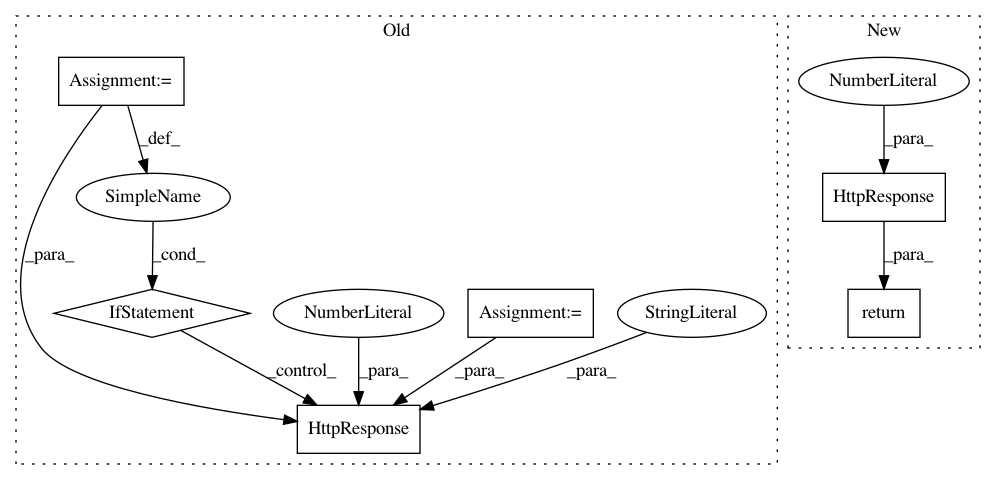 Old
New
Assignment:=
NumberLiteral
_def_
_para_
SimpleName
HttpResponse
_para_
_cond_
_para_
IfStatement
NumberLiteral
Assignment:=
StringLiteral
return
_control_
_para_
_para_
_para_
HttpResponse